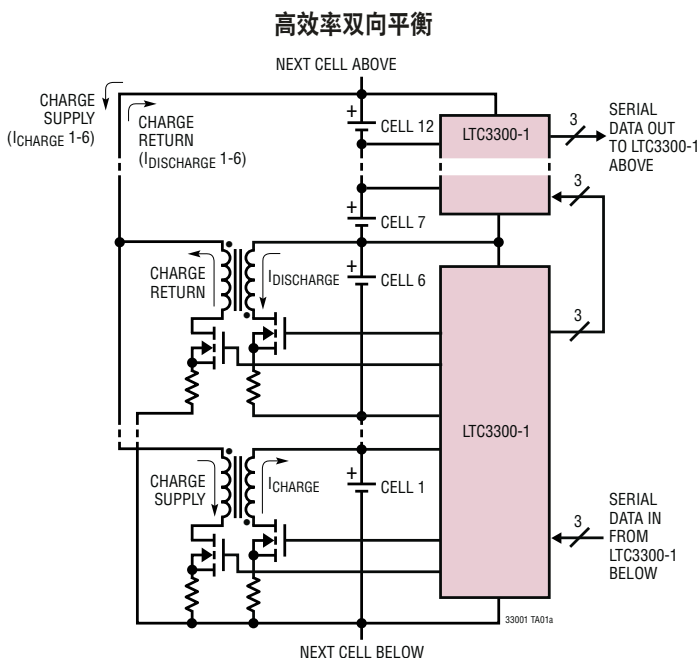 高效率双向平衡
NEXT CELL ABOVE
CHARGE
SUPPLY
(ICHARGE 1-6)
CHARGE
RETURN
(IDISCHARGE 1-6)
+
CELL 12
LTC3300-1
3
SERIAL
DATA OUT
TO LTC3300-1
ABOVE
3
+
CELL 7
CHARGE
RETURN
IDISCHARGE
+
CELL 6
3
LTC3300-1
CHARGE
SUPPLY
ICHARGE
+
CELL 1
3
SERIAL
DATA IN
FROM
LTC3300-1
BELOW
33001 TA01a
NEXT CELL BELOW